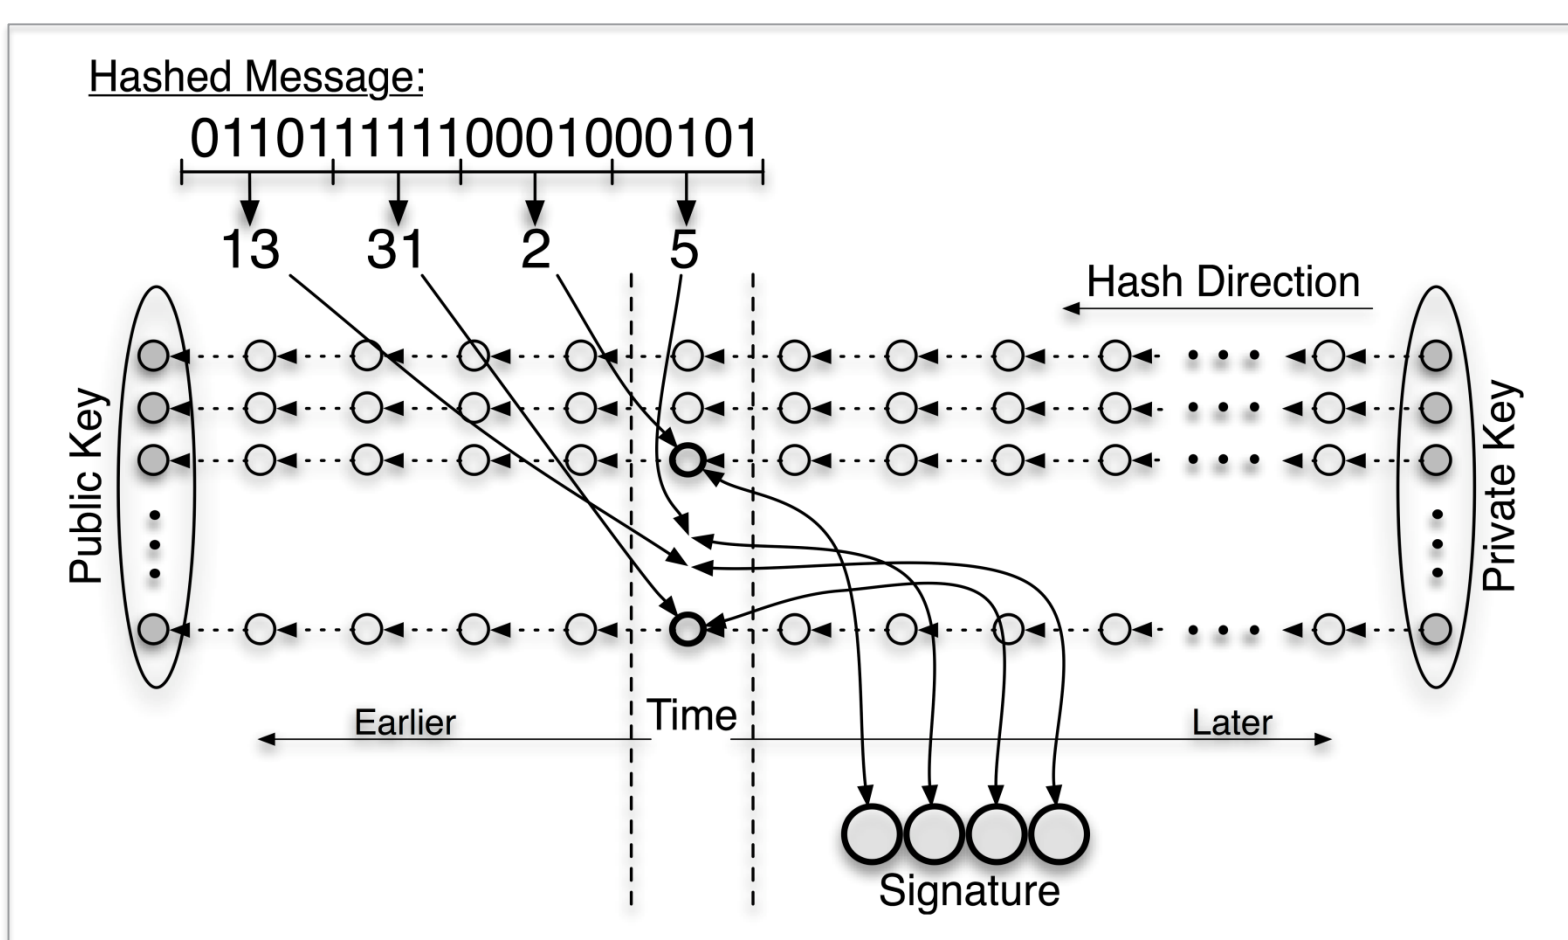 Hashed Message:
01101111110001000101
13 31 2 5
Hash Direction
Public Key
Private Key
Earlier Time Later
Signature